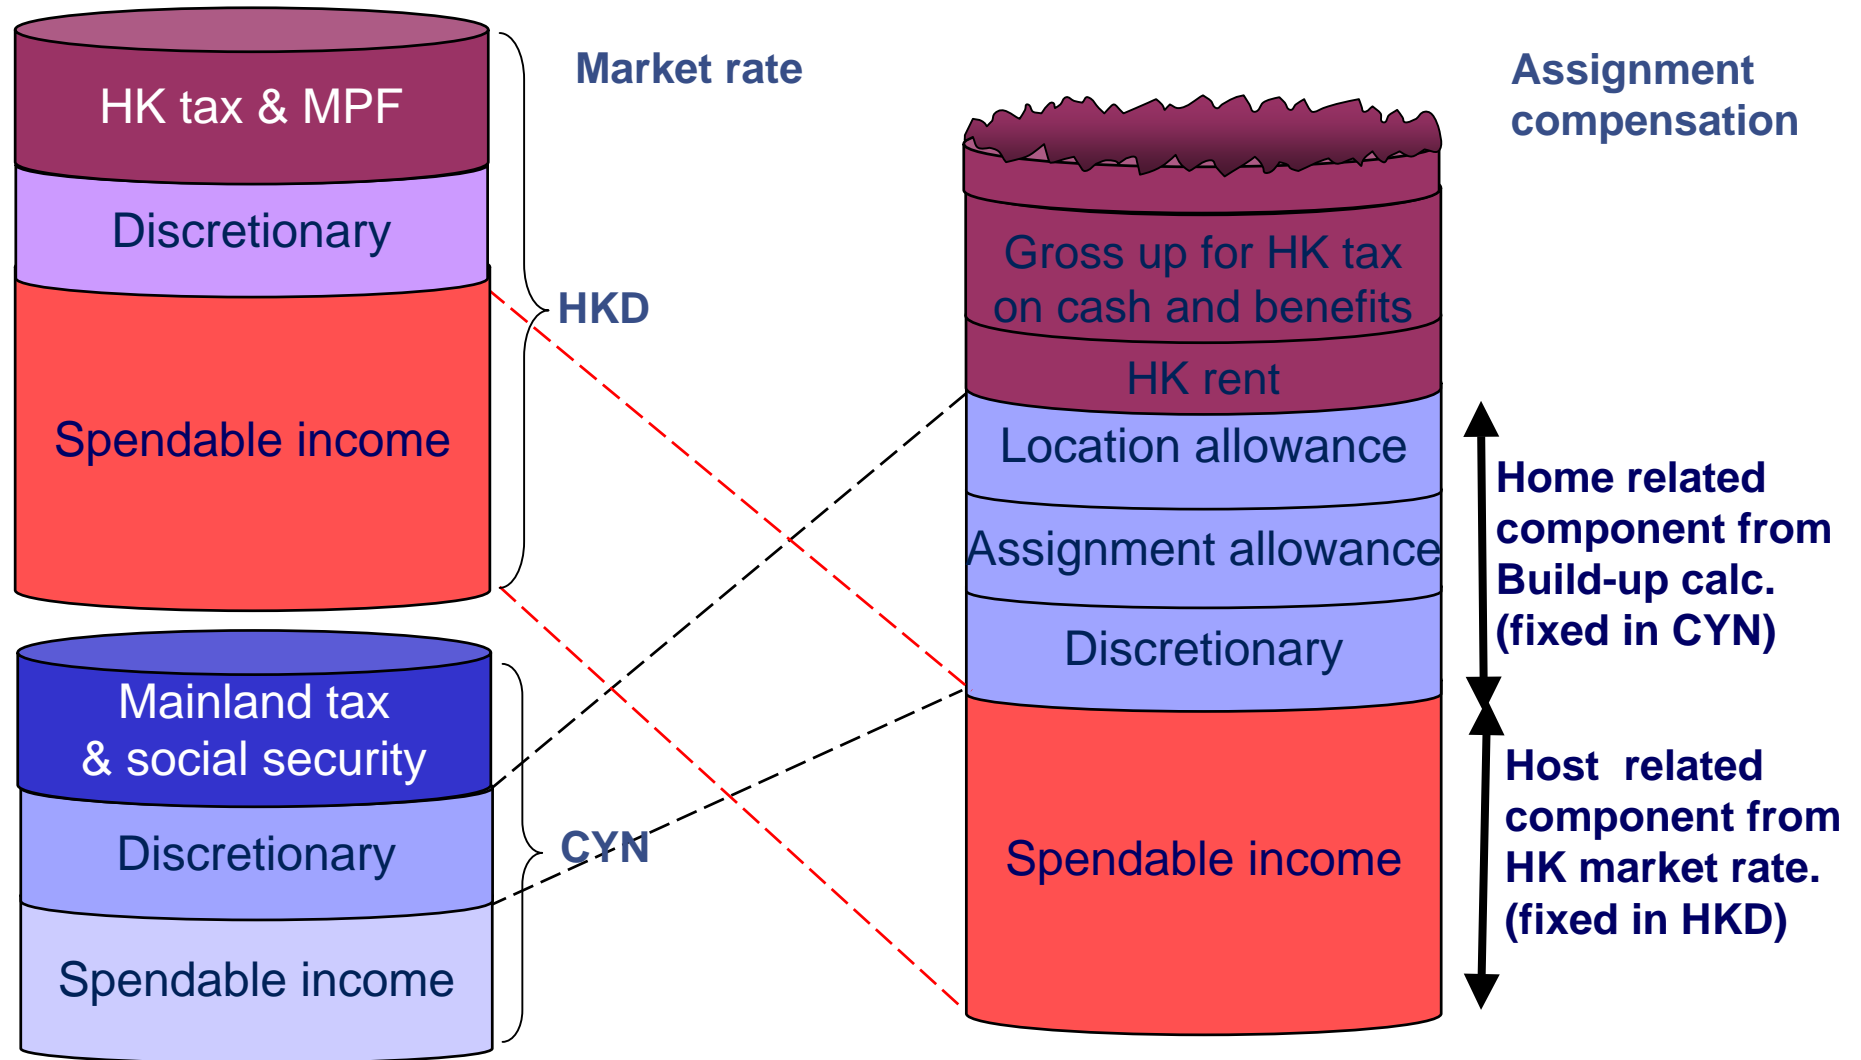 Market rate
HK tax & MPF
Discretionary
Spendable income
HKD
Mainland tax
& social security
Discretionary
Spendable income
CYN
Assignment
compensation
Gross up for HK tax
on cash and benefits
HK rent
Location allowance
Assignment allowance
Discretionary
Spendable income
Home related
component from
Build-up calc.
(fixed in CYN)
Host related
component from
HK market rate.
(fixed in HKD)